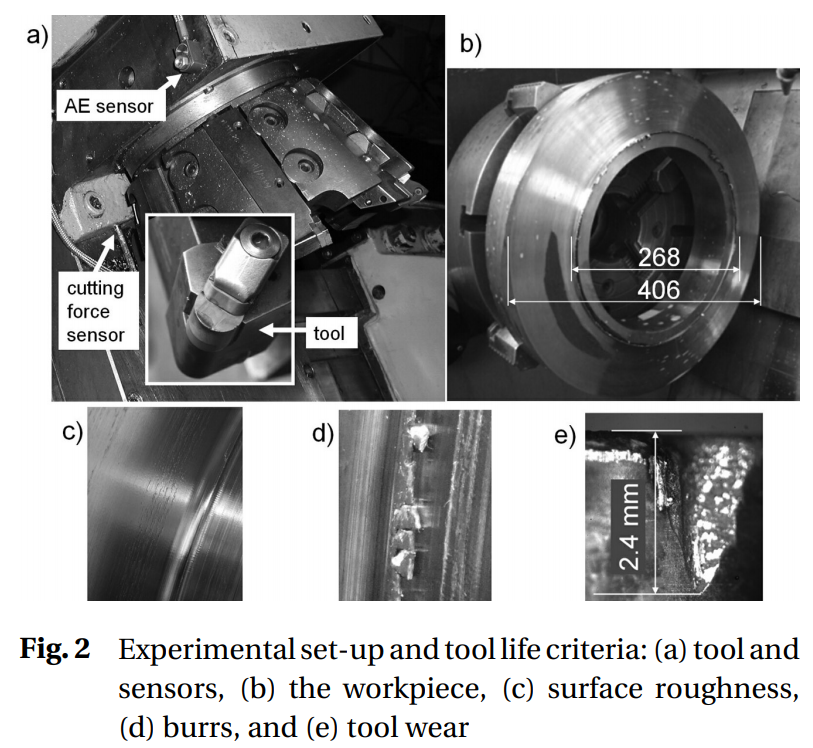 a)
AE sensor
cutting
force
sensor
tool
b)
268
406
c)
d)
e)
2.4 mm
Fig. 2 Experimental set-up and tool life criteria: (a) tool and
sensors, (b) the workpiece, (c) surface roughness,
(d) burrs, and (e) tool wear